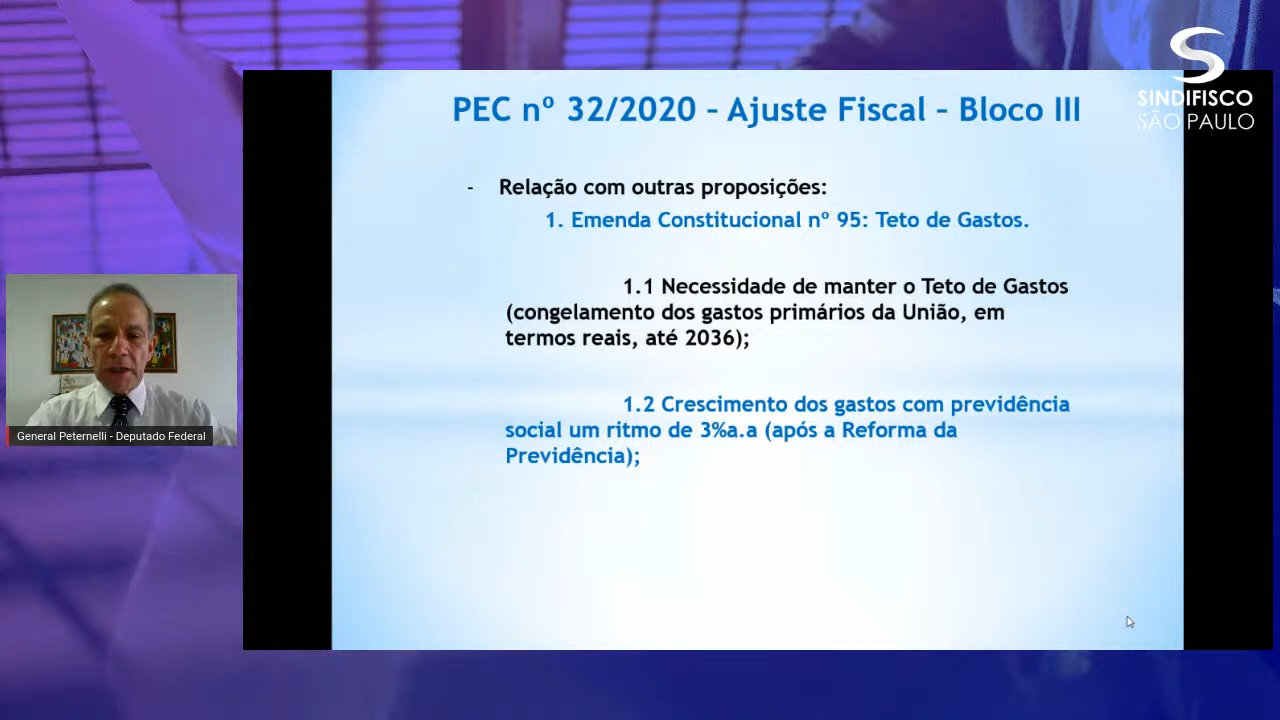 SINDIFISCO
SÃO PAULO
PEC nº 32/2020 – Ajuste Fiscal – Bloco III
- Relação com outras proposições:
1. Emenda Constitucional nº 95: Teto de Gastos.
1.1 Necessidade de manter o Teto de Gastos
(congelamento dos gastos primários da União, em
termos reais, até 2036);
1.2 Crescimento dos gastos com previdência
social um ritmo de 3%a.a (após a Reforma da
Previdência);
General Peternelli - Deputado Federal